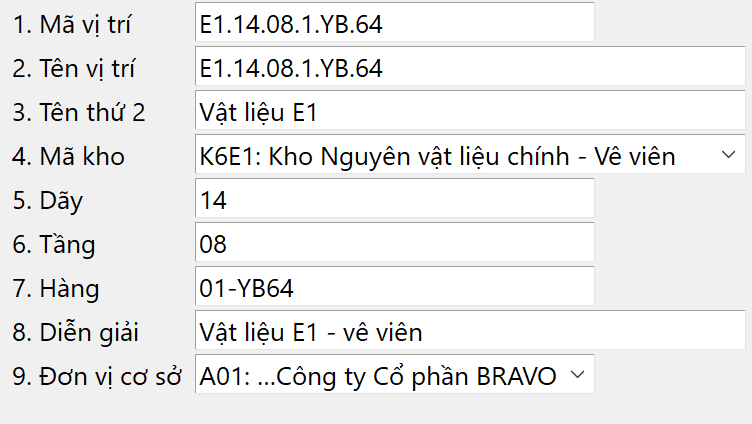 1. Mã vị trí E1.14.08.1.YB.64
2. Tên vị trí E1.14.08.1.YB.64
3. Tên thứ 2 Vật liệu E1
4. Mã kho K6E1: Kho Nguyên vật liệu chính - Vê viên
5. Dãy 14
6. Tầng 08
7. Hàng 01-YB64
8. Diễn giải Vật liệu E1 - vê viên
9. Đơn vị cơ sở A01: ...Công ty Cổ phần BRAVO